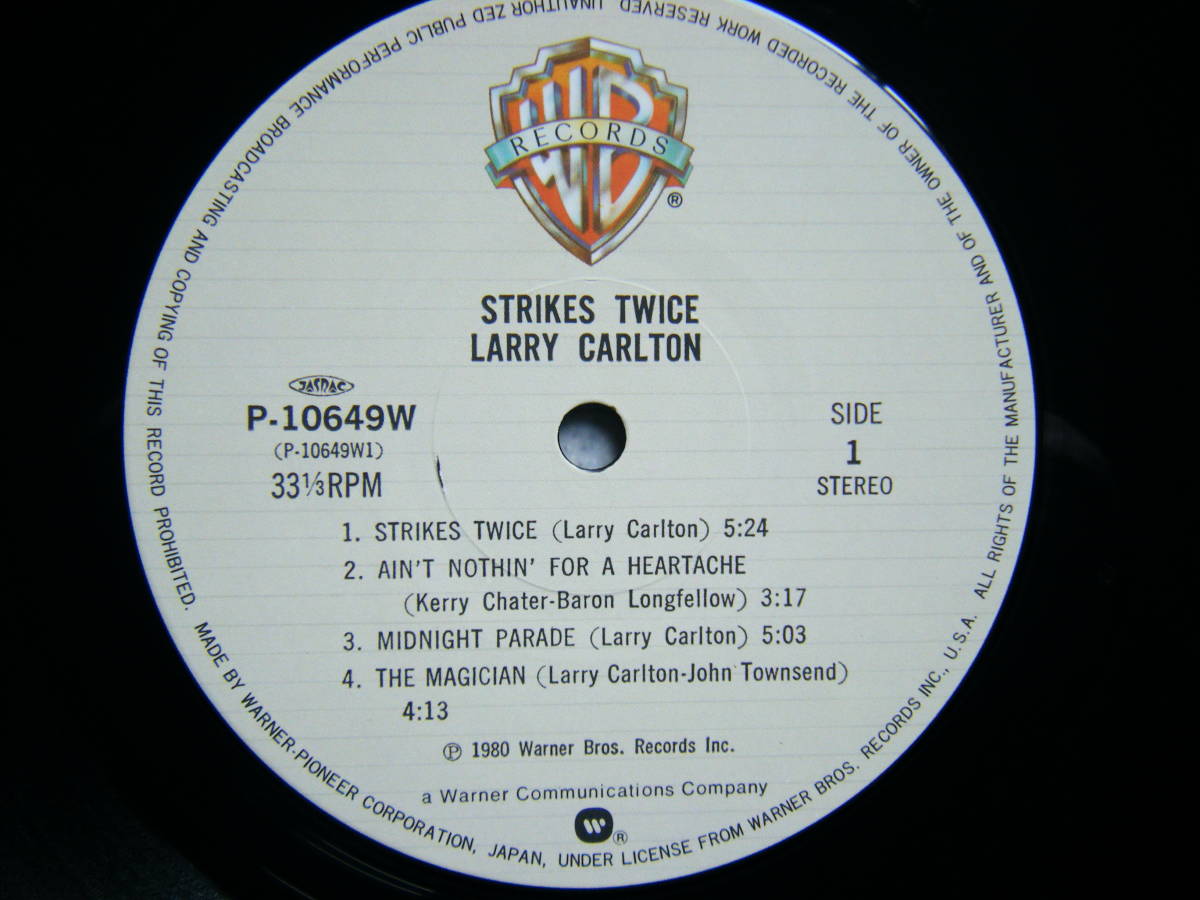 WB
RECORDS
®
STRIKES TWICE
LARRY CARLTON
JASRAC
P-10649W
(P-10649W1)
33⅓RPM
SIDE
1
STEREO
1. STRIKES TWICE (Larry Carlton) 5:24
2. AIN'T NOTHIN' FOR A HEARTACHE
(Kerry Chater-Baron Longfellow) 3:17
3. MIDNIGHT PARADE (Larry Carlton) 5:03
4. THE MAGICIAN (Larry Carlton-John Townsend)
4:13
Ⓟ 1980 Warner Bros. Records Inc.
a Warner Communications Company
®
MADE BY WARNER-PIONEER CORPORATION, JAPAN, UNDER LICENSE FROM WARNER BROS. RECORDS INC., U.S.A. ALL RIGHTS OF THE MANUFACTURER AND OF THE OWNER OF THE RECORDED WORK RESERVED UNAUTHOR ZED PUBLIC PERFORMANCE BROADCASTING AND COPYING OF THIS RECORD PROHIBITED.